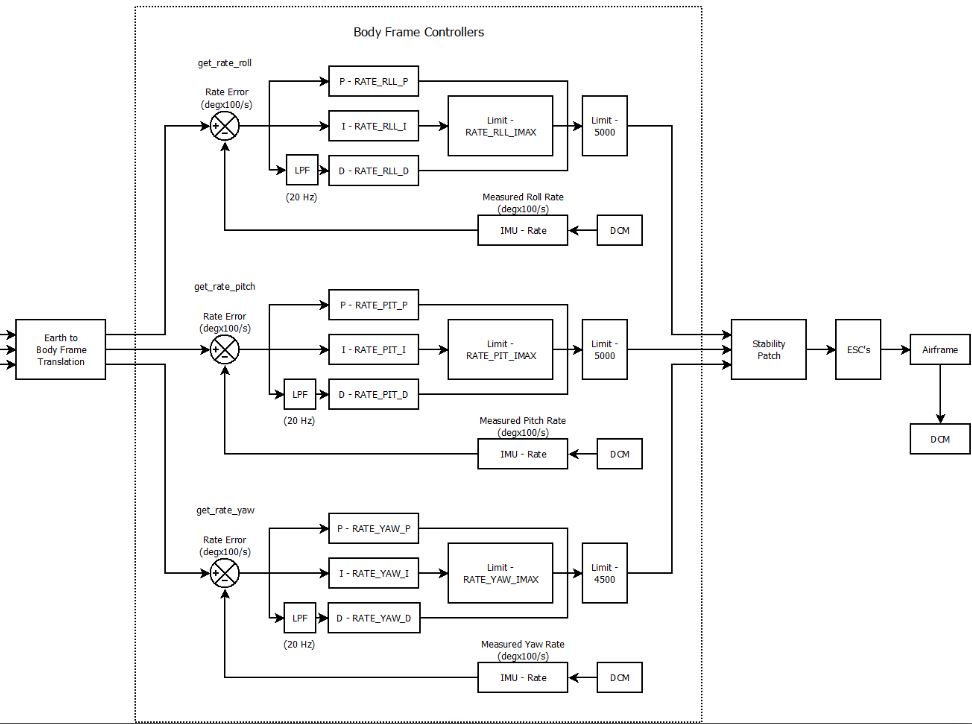 Body Frame Controllers
get_rate_roll
Rate Error
(degx100/s)
+
−
P - RATE_RLL_P
I - RATE_RLL_I
LPF
(20 Hz)
D - RATE_RLL_D
Limit -
RATE_RLL_IMAX
Limit -
5000
Measured Roll Rate
(degx100/s)
IMU - Rate
DCM
get_rate_pitch
Rate Error
(degx100/s)
+
−
P - RATE_PIT_P
I - RATE_PIT_I
LPF
(20 Hz)
D - RATE_PIT_D
Limit -
RATE_PIT_IMAX
Limit -
5000
Measured Pitch Rate
(degx100/s)
IMU - Rate
DCM
Earth to
Body Frame
Translation
Stability
Patch
ESC's
Airframe
DCM
get_rate_yaw
Rate Error
(degx100/s)
+
−
P - RATE_YAW_P
I - RATE_YAW_I
LPF
(20 Hz)
D - RATE_YAW_D
Limit -
RATE_YAW_IMAX
Limit -
4500
Measured Yaw Rate
(degx100/s)
IMU - Rate
DCM